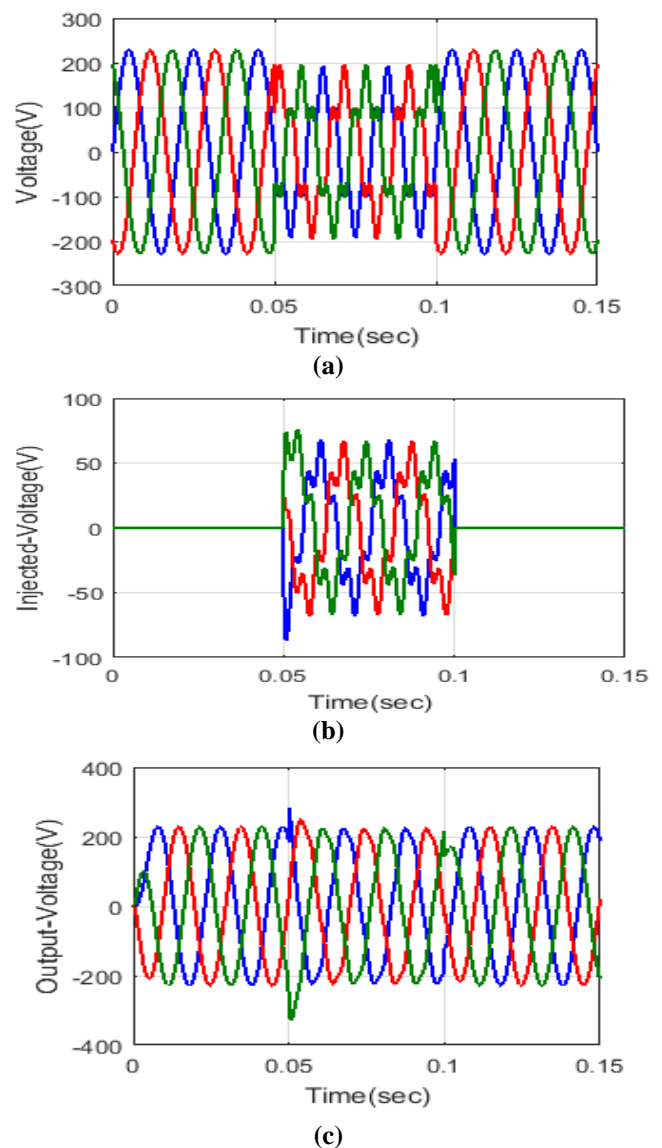 300
200
100
0
-100
-200
-300
Voltage(V)
0 0.05 0.1 0.15
Time(sec)
(a)
100
50
0
-50
-100
Injected-Voltage(V)
0 0.05 0.1 0.15
Time(sec)
(b)
400
200
0
-200
-400
Output-Voltage(V)
0 0.05 0.1 0.15
Time(sec)
(c)